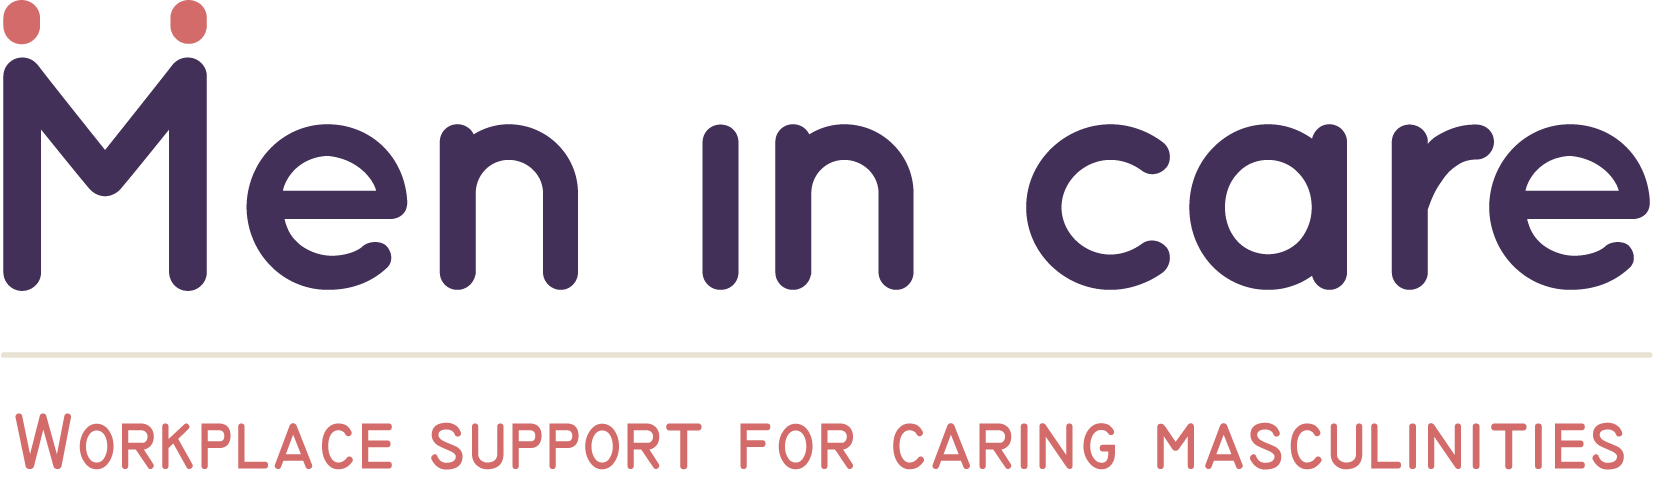 Men in care
Workplace support for caring masculinities